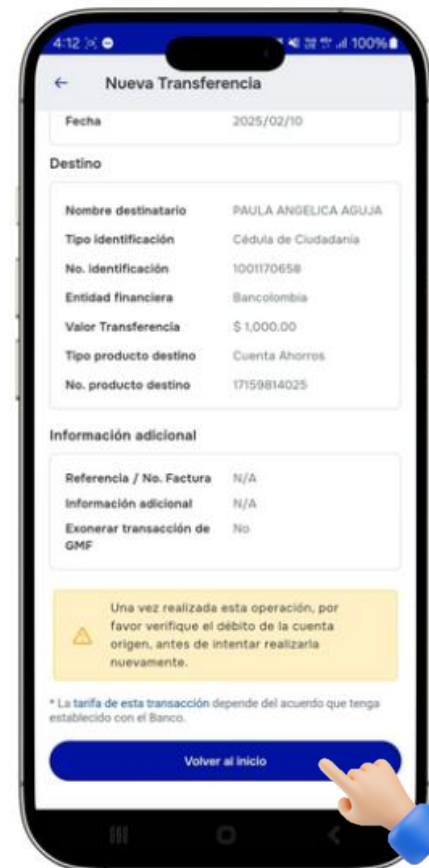 4:12 100%
Nueva Transferencia
Fecha 2025/02/10
Destino
Nombre destinatario PAULA ANGELICA AGUJA
Tipo identificación Cédula de Ciudadanía
No. identificación 1001170658
Entidad financiera Bancolombia
Valor Transferencia $ 1,000.00
Tipo producto destino Cuenta Ahorros
No. producto destino 17159814025
Información adicional
Referencia / No. Factura N/A
Información adicional N/A
Exonerar transacción de No
GMF
Una vez realizada esta operación, por
favor verifique el débito de la cuenta
origen, antes de intentar realizarla
nuevamente.
* La tarifa de esta transacción depende del acuerdo que tenga
establecido con el Banco.
Volver al inicio